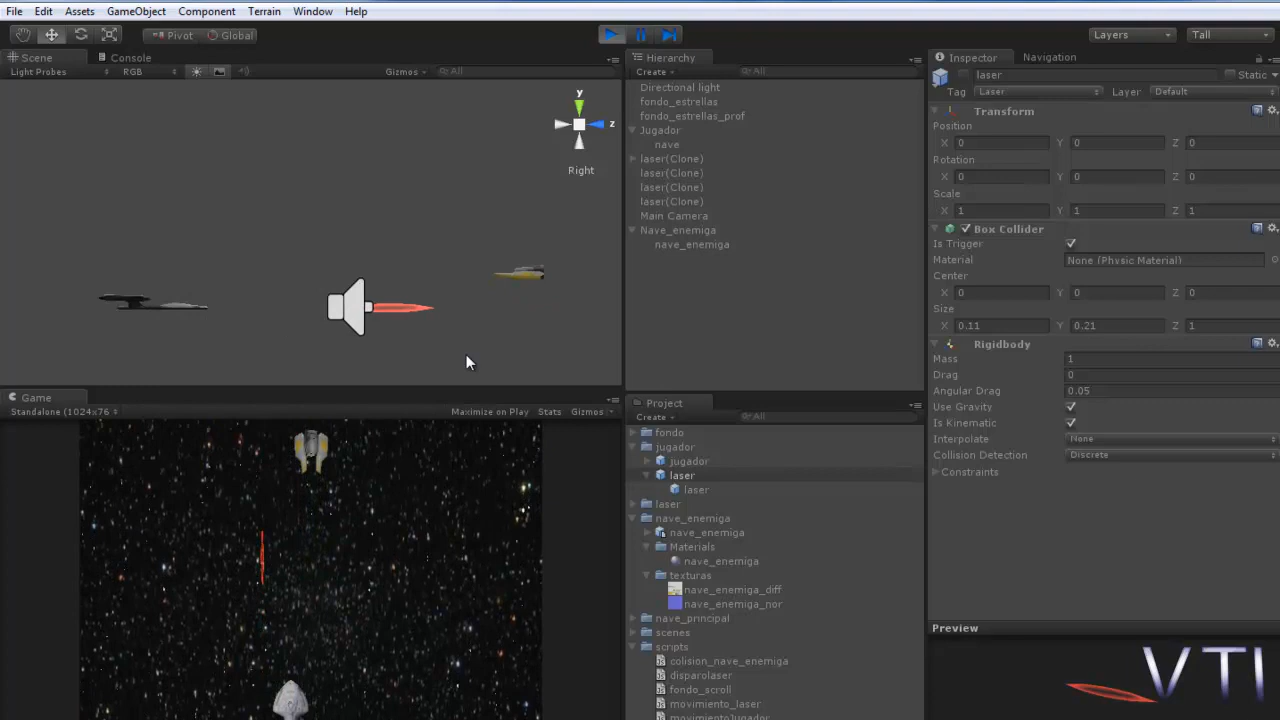 File Edit Assets GameObject Component Terrain Window Help
Pivot Global Layers Tall
Scene Console
Light Probes RGB Gizmos All
y
z
Right
Game
Standalone (1024x76 Maximize on Play Stats Gizmos
Hierarchy
Create All
Directional light
fondo_estrellas
fondo_estrellas_prof
Jugador
nave
laser(Clone)
laser(Clone)
laser(Clone)
laser(Clone)
Main Camera
Nave_enemiga
nave_enemiga
Project
Create All
fondo
jugador
jugador
laser
laser
laser
nave_enemiga
nave_enemiga
Materials
nave_enemiga
texturas
nave_enemiga_diff
nave_enemiga_nor
nave_principal
scenes
scripts
colision_nave_enemiga
disparolaser
fondo_scroll
movimiento_laser
movimientoJugador
Inspector Navigation
laser Static
Tag Laser Layer Default
Transform
Position
X 0 Y 0 Z 0
Rotation
X 0 Y 0 Z 0
Scale
X 1 Y 1 Z 1
Box Collider
Is Trigger
Material None (Physic Material)
Center
X 0 Y 0 Z 0
Size
X 0.11 Y 0.21 Z 1
Rigidbody
Mass 1
Drag 0
Angular Drag 0.05
Use Gravity
Is Kinematic
Interpolate None
Collision Detection Discrete
Constraints
Preview
VTI